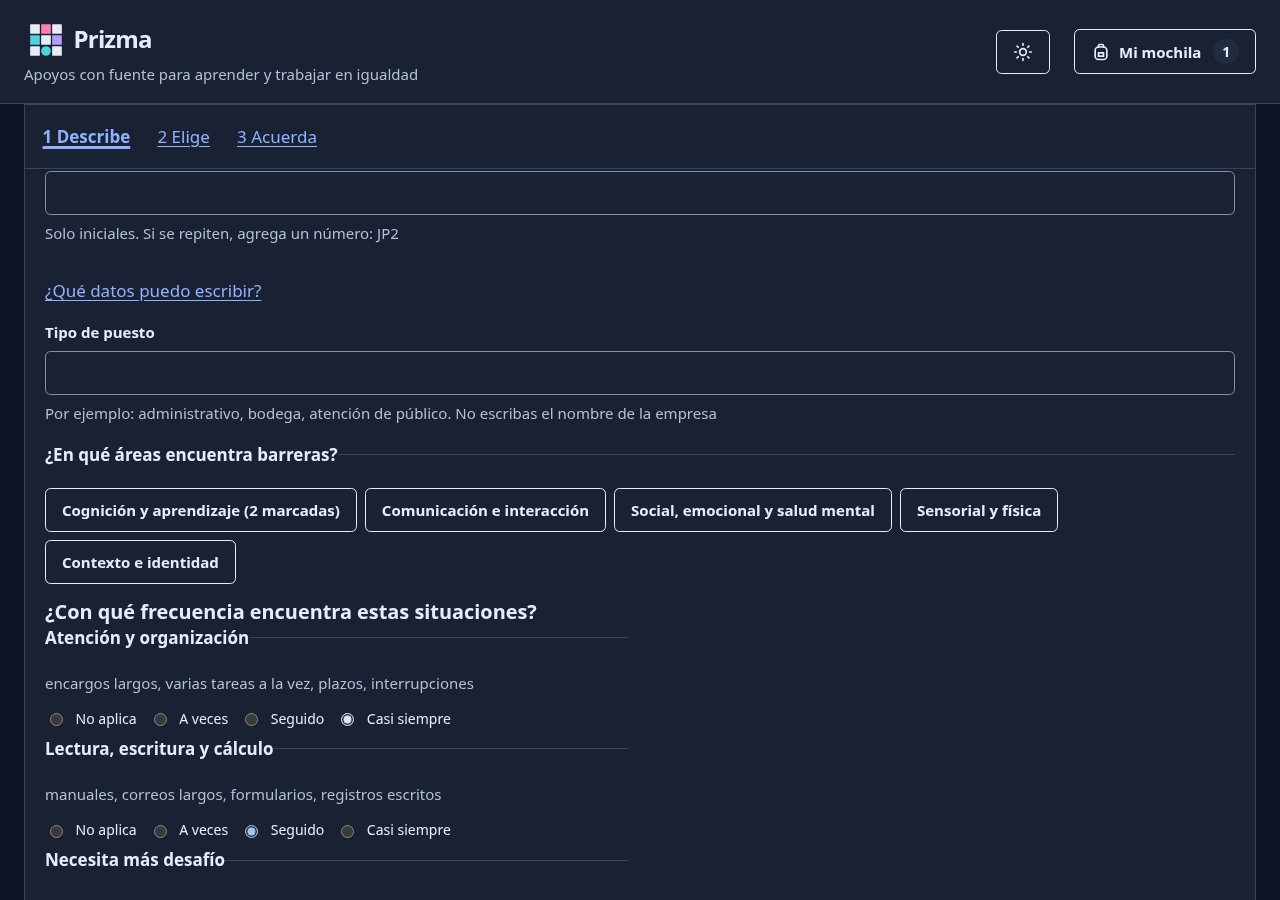 Prizma
Apoyos con fuente para aprender y trabajar en igualdad
Mi mochila 1
1 Describe
2 Elige
3 Acuerda
Solo iniciales. Si se repiten, agrega un número: JP2
¿Qué datos puedo escribir?
Tipo de puesto
Por ejemplo: administrativo, bodega, atención de público. No escribas el nombre de la empresa
¿En qué áreas encuentra barreras?
Cognición y aprendizaje (2 marcadas)
Comunicación e interacción
Social, emocional y salud mental
Sensorial y física
Contexto e identidad
¿Con qué frecuencia encuentra estas situaciones?
Atención y organización
encargos largos, varias tareas a la vez, plazos, interrupciones
No aplica
A veces
Seguido
Casi siempre
Lectura, escritura y cálculo
manuales, correos largos, formularios, registros escritos
No aplica
A veces
Seguido
Casi siempre
Necesita más desafío